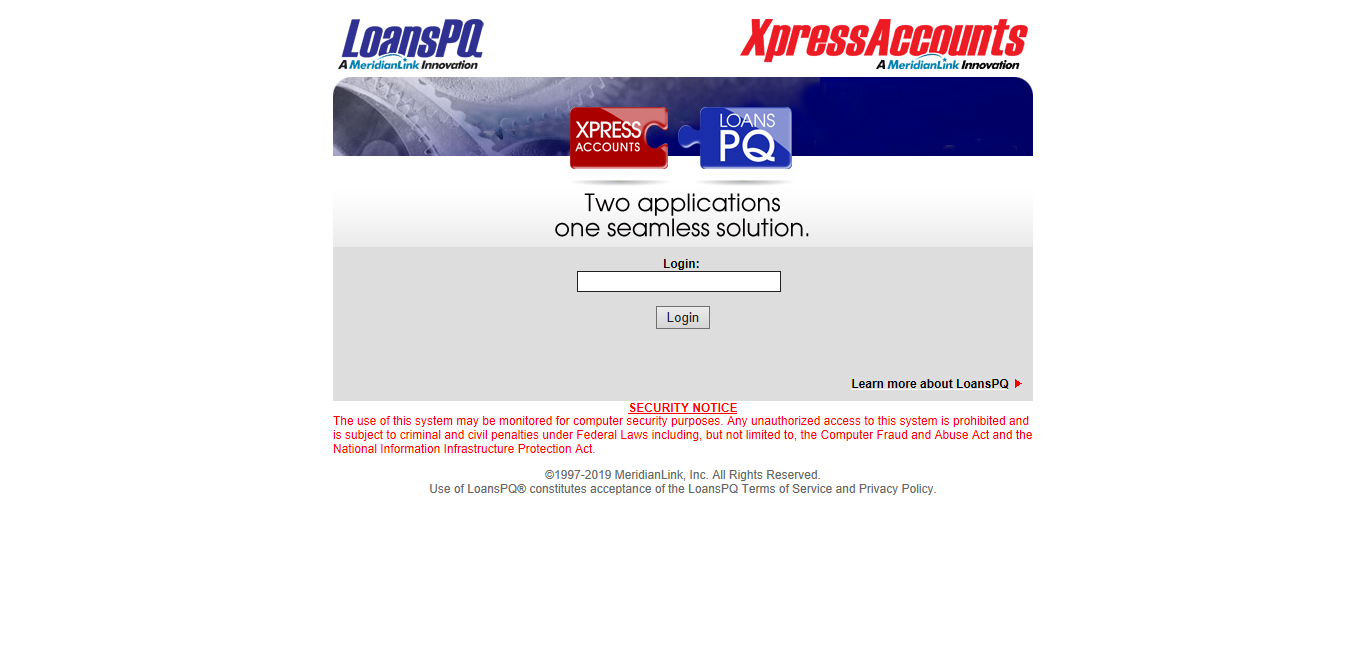 LoansPQ
A MeridianLink Innovation
XpressAccounts
A MeridianLink Innovation
XPRESS
ACCOUNTS
LOANS
PQ
Two applications
one seamless solution.
Login:
Login
Learn more about LoansPQ
SECURITY NOTICE
The use of this system may be monitored for computer security purposes. Any unauthorized access to this system is prohibited and
is subject to criminal and civil penalties under Federal Laws including, but not limited to, the Computer Fraud and Abuse Act and the
National Information Infrastructure Protection Act.
©1997-2019 MeridianLink, Inc. All Rights Reserved.
Use of LoansPQ® constitutes acceptance of the LoansPQ Terms of Service and Privacy Policy.